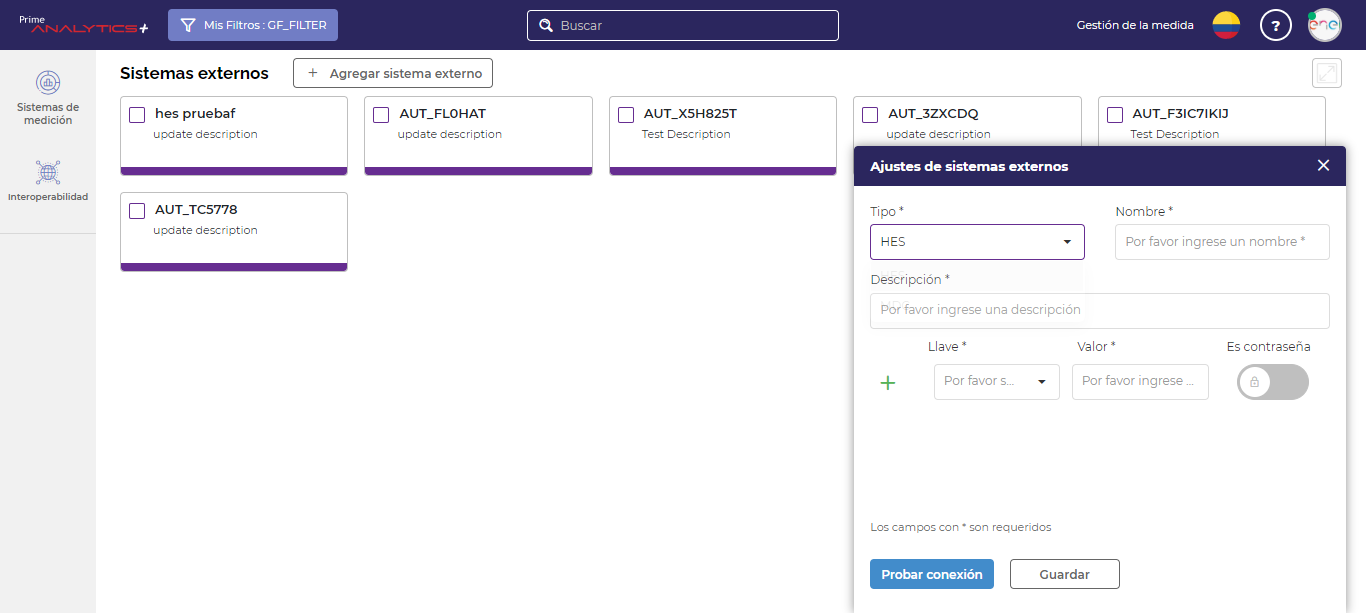 Prime
ANALYTICS+
Mis Filtros : GF_FILTER
Buscar
Gestión de la medida
?
ene
Sistemas de
medición
Interoperabilidad
Sistemas externos
+ Agregar sistema externo
hes pruebaf
update description
AUT_FL0HAT
update description
AUT_X5H825T
Test Description
AUT_3ZXCDQ
update description
AUT_F3IC7IKIJ
Test Description
AUT_TC5778
update description
Ajustes de sistemas externos
Tipo *
Nombre *
HES
Por favor ingrese un nombre *
Descripción *
Por favor ingrese una descripción
Llave *
Valor *
Es contraseña
Por favor s...
Por favor ingrese ...
Los campos con * son requeridos
Probar conexión
Guardar